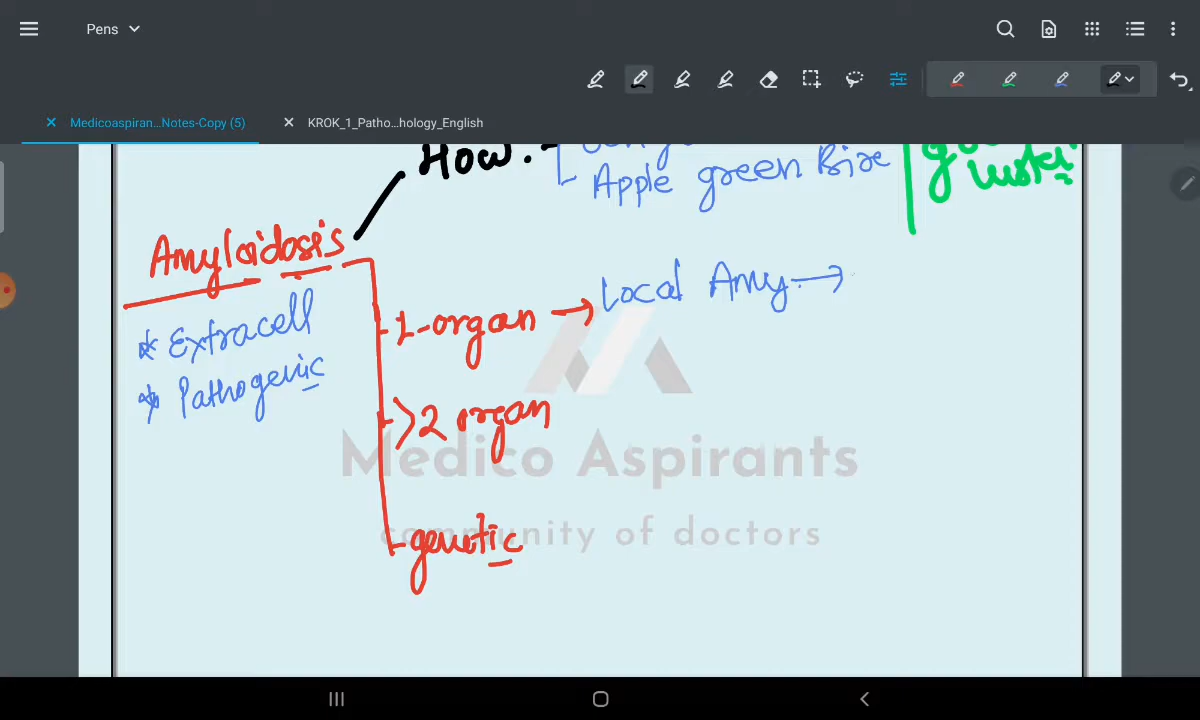 Pens
Medicoaspiran...Notes-Copy (5)
KROK_1_Patho...hology_English
How.
Apple green Bire
Amyloidosis
* Extracell
* Pathogenic
1-organ → Local Amy →
>2 organ
genetic
Medico Aspirants
community of doctors